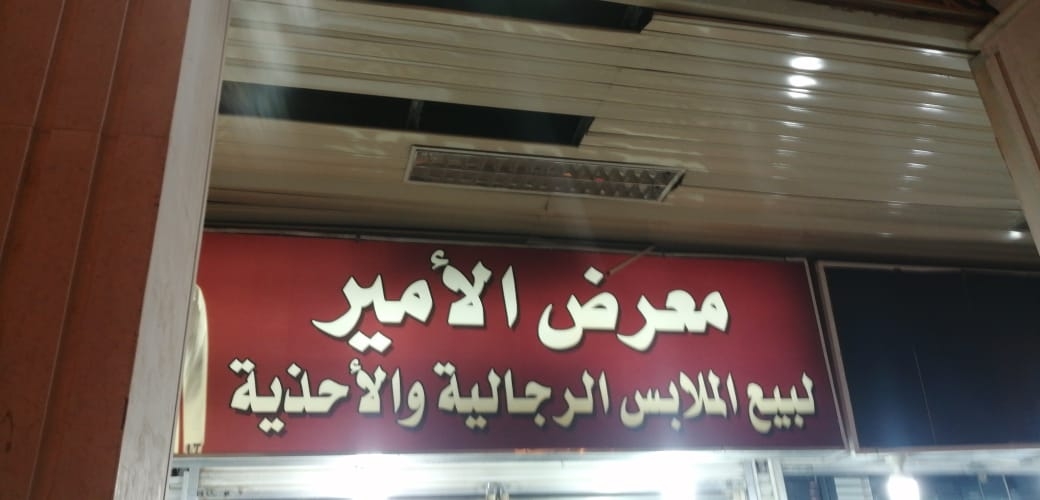 معرض الأمير
لبيع الملابس الرجالية والأحذية